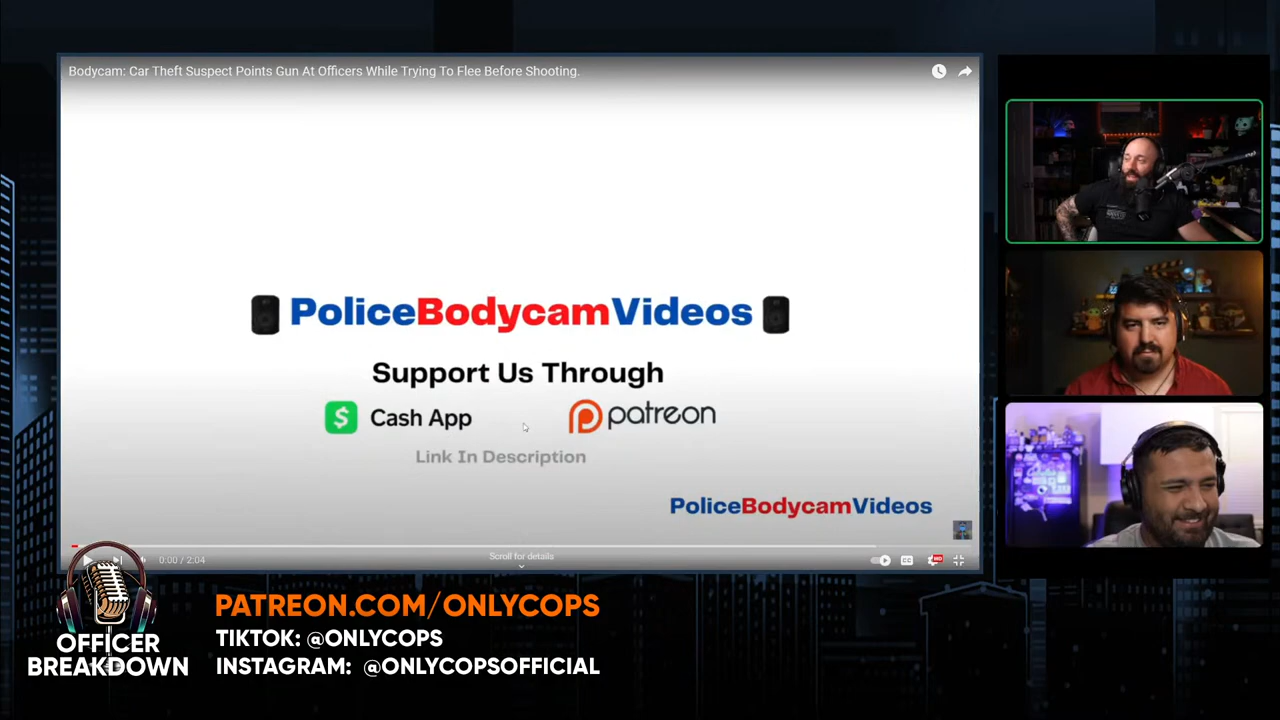 Bodycam: Car Theft Suspect Points Gun At Officers While Trying To Flee Before Shooting.
PoliceBodycamVideos
Support Us Through
$ Cash App
patreon
Link In Description
PoliceBodycamVideos
0:00 / 2:04
Scroll for details
CC
HD
OFFICER
BREAKDOWN
PATREON.COM/ONLYCOPS
TIKTOK: @ONLYCOPS
INSTAGRAM: @ONLYCOPSOFFICIAL